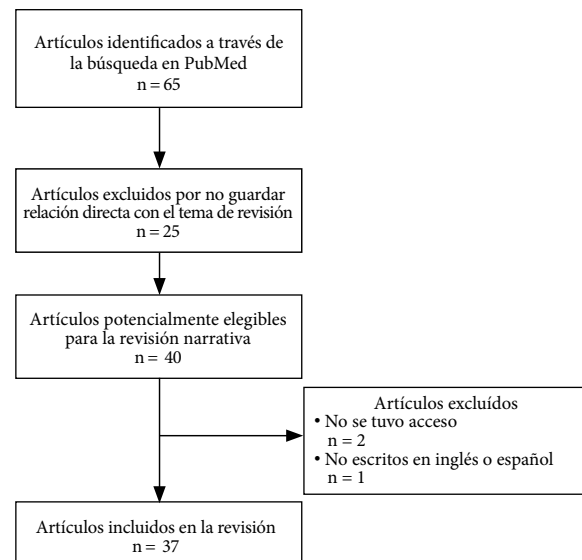 Artículos identificados a través de
la búsqueda en PubMed
n = 65
Artículos excluidos por no guardar
relación directa con el tema de revisión
n = 25
Artículos potencialmente elegibles
para la revisión narrativa
n = 40
Artículos excluídos
• No se tuvo acceso
n = 2
• No escritos en inglés o español
n = 1
Artículos incluidos en la revisión
n = 37